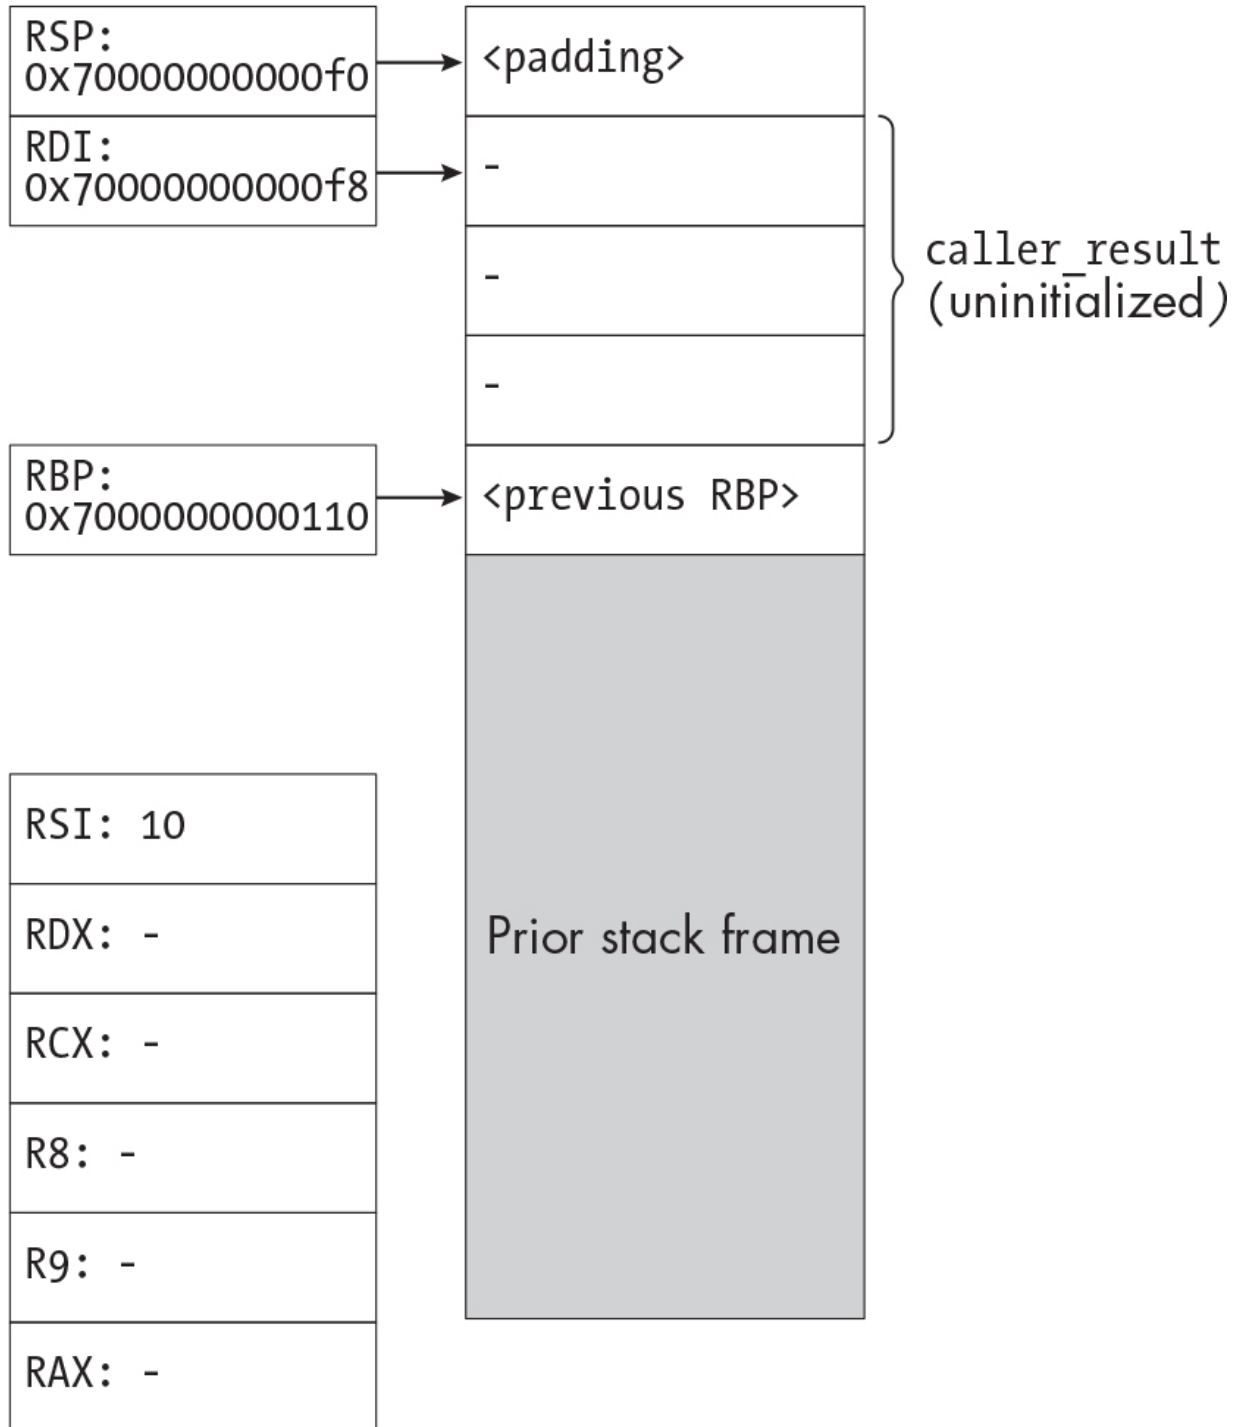 RSP:
0x70000000000f0
<padding>
RDI:
0x70000000000f8
-
-
-
caller_result
(uninitialized)
RBP:
0x7000000000110
<previous RBP>
Prior stack frame
RSI: 10
RDX: -
RCX: -
R8: -
R9: -
RAX: -